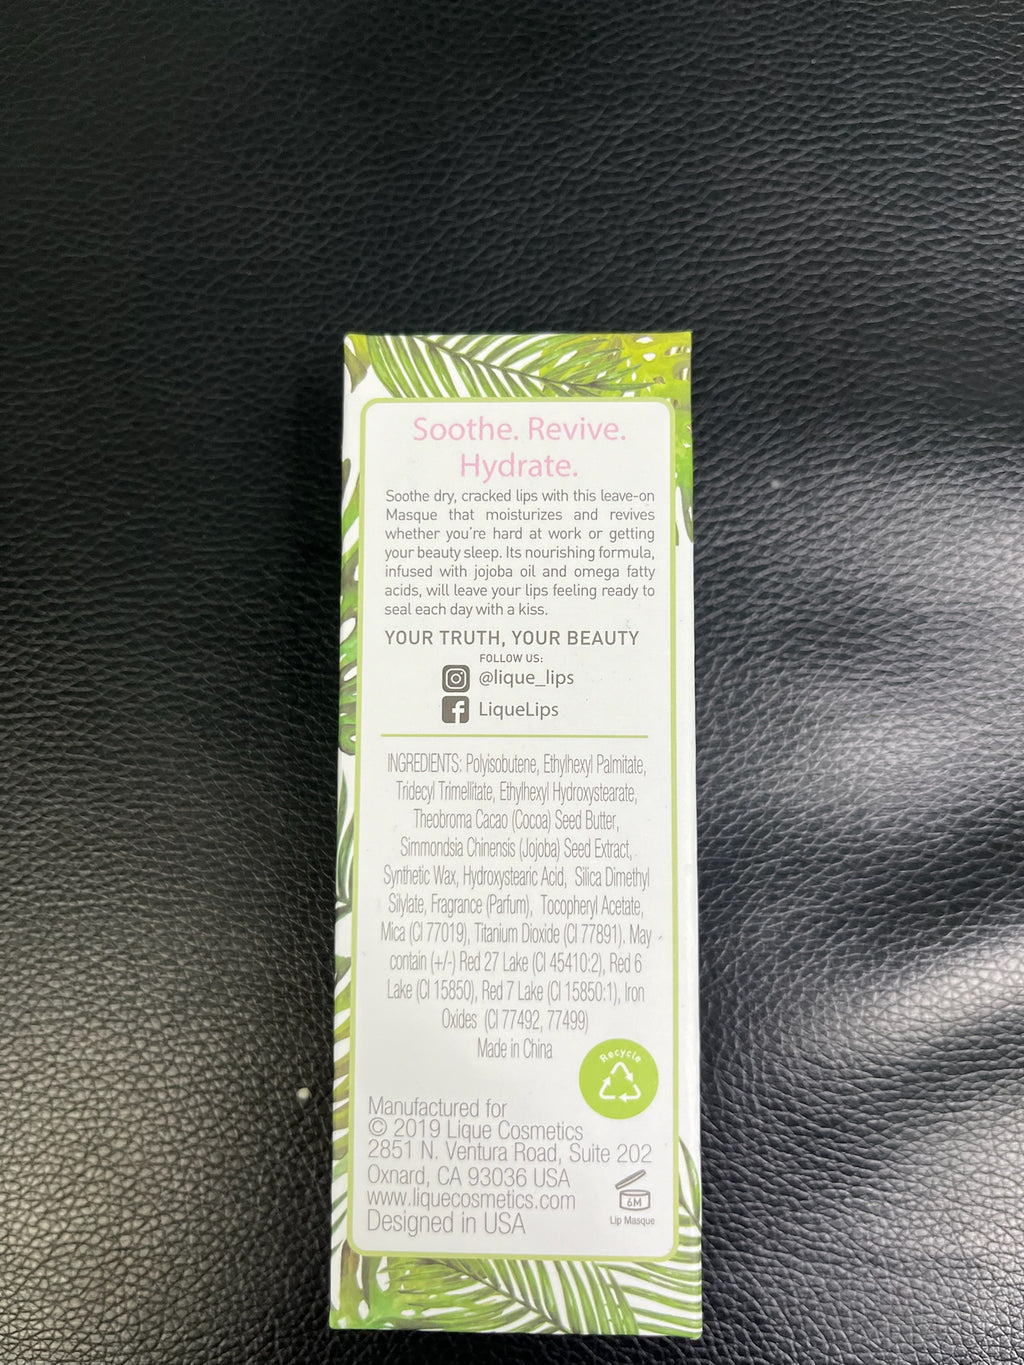 Soothe. Revive.
Hydrate.
Soothe dry, cracked lips with this leave-on
Masque that moisturizes and revives
whether you're hard at work or getting
your beauty sleep. Its nourishing formula,
infused with jojoba oil and omega fatty
acids, will leave your lips feeling ready to
seal each day with a kiss.
YOUR TRUTH, YOUR BEAUTY
FOLLOW US:
@lique_lips
LiqueLips
INGREDIENTS: Polyisobutene, Ethylhexyl Palmitate,
Tridecyl Trimellitate, Ethylhexyl Hydroxystearate,
Theobroma Cacao (Cocoa) Seed Butter,
Simmondsia Chinensis (Jojoba) Seed Extract,
Synthetic Wax, Hydroxystearic Acid, Silica Dimethyl
Silylate, Fragrance (Parfum), Tocopheryl Acetate,
Mica (CI 77019), Titanium Dioxide (CI 77891). May
contain (+/-) Red 27 Lake (CI 45410:2), Red 6
Lake (CI 15850), Red 7 Lake (CI 15850:1), Iron
Oxides (CI 77492, 77499)
Made in China
Recycle
Manufactured for
© 2019 Lique Cosmetics
2851 N. Ventura Road, Suite 202
Oxnard, CA 93036 USA
www.liquecosmetics.com
Designed in USA
6M
Lip Masque